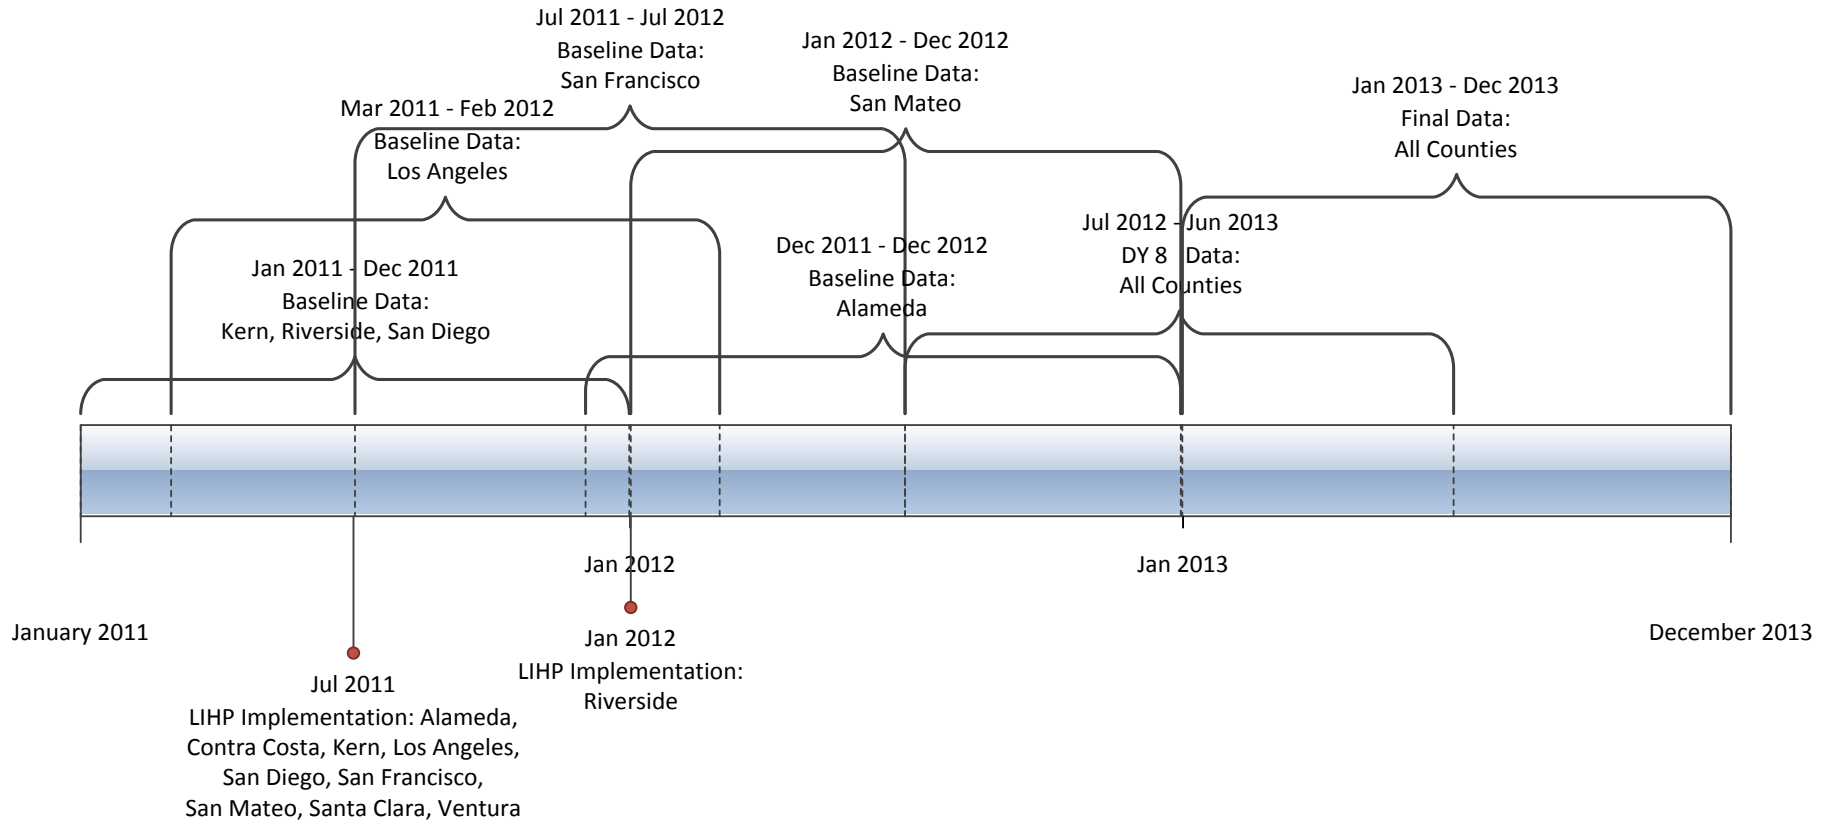 Jul 2011 - Jul 2012
Baseline Data:
San Francisco
Jan 2012 - Dec 2012
Baseline Data:
San Mateo
Jan 2013 - Dec 2013
Final Data:
All Counties
Mar 2011 - Feb 2012
Baseline Data:
Los Angeles
Jul 2012 - Jun 2013
DY 8 Data:
All Counties
Dec 2011 - Dec 2012
Baseline Data:
Alameda
Jan 2011 - Dec 2011
Baseline Data:
Kern, Riverside, San Diego
Jan 2012
Jan 2013
January 2011
December 2013
Jan 2012
LIHP Implementation:
Riverside
Jul 2011
LIHP Implementation: Alameda,
Contra Costa, Kern, Los Angeles,
San Diego, San Francisco,
San Mateo, Santa Clara, Ventura